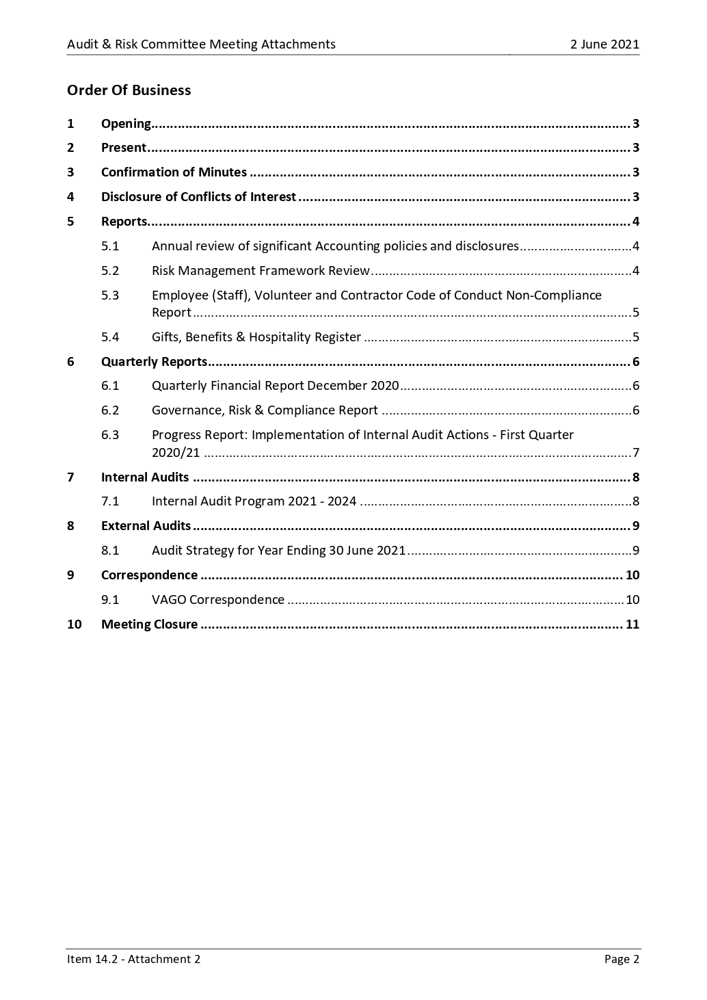 Audit & Risk Committee Meeting Attachments 2 June 2021
Order Of Business
1 Opening 3
2 Present 3
3 Confirmation of Minutes 3
4 Disclosure of Conflicts of Interest 3
5 Reports 4
5.1 Annual review of significant Accounting policies and disclosures 4
5.2 Risk Management Framework Review 4
5.3 Employee (Staff), Volunteer and Contractor Code of Conduct Non-Compliance
Report 5
5.4 Gifts, Benefits & Hospitality Register 5
6 Quarterly Reports 6
6.1 Quarterly Financial Report December 2020 6
6.2 Governance, Risk & Compliance Report 6
6.3 Progress Report: Implementation of Internal Audit Actions - First Quarter
2020/21 7
7 Internal Audits 8
7.1 Internal Audit Program 2021 - 2024 8
8 External Audits 9
8.1 Audit Strategy for Year Ending 30 June 2021 9
9 Correspondence 10
9.1 VAGO Correspondence 10
10 Meeting Closure 11
Item 14.2 - Attachment 2 Page 2